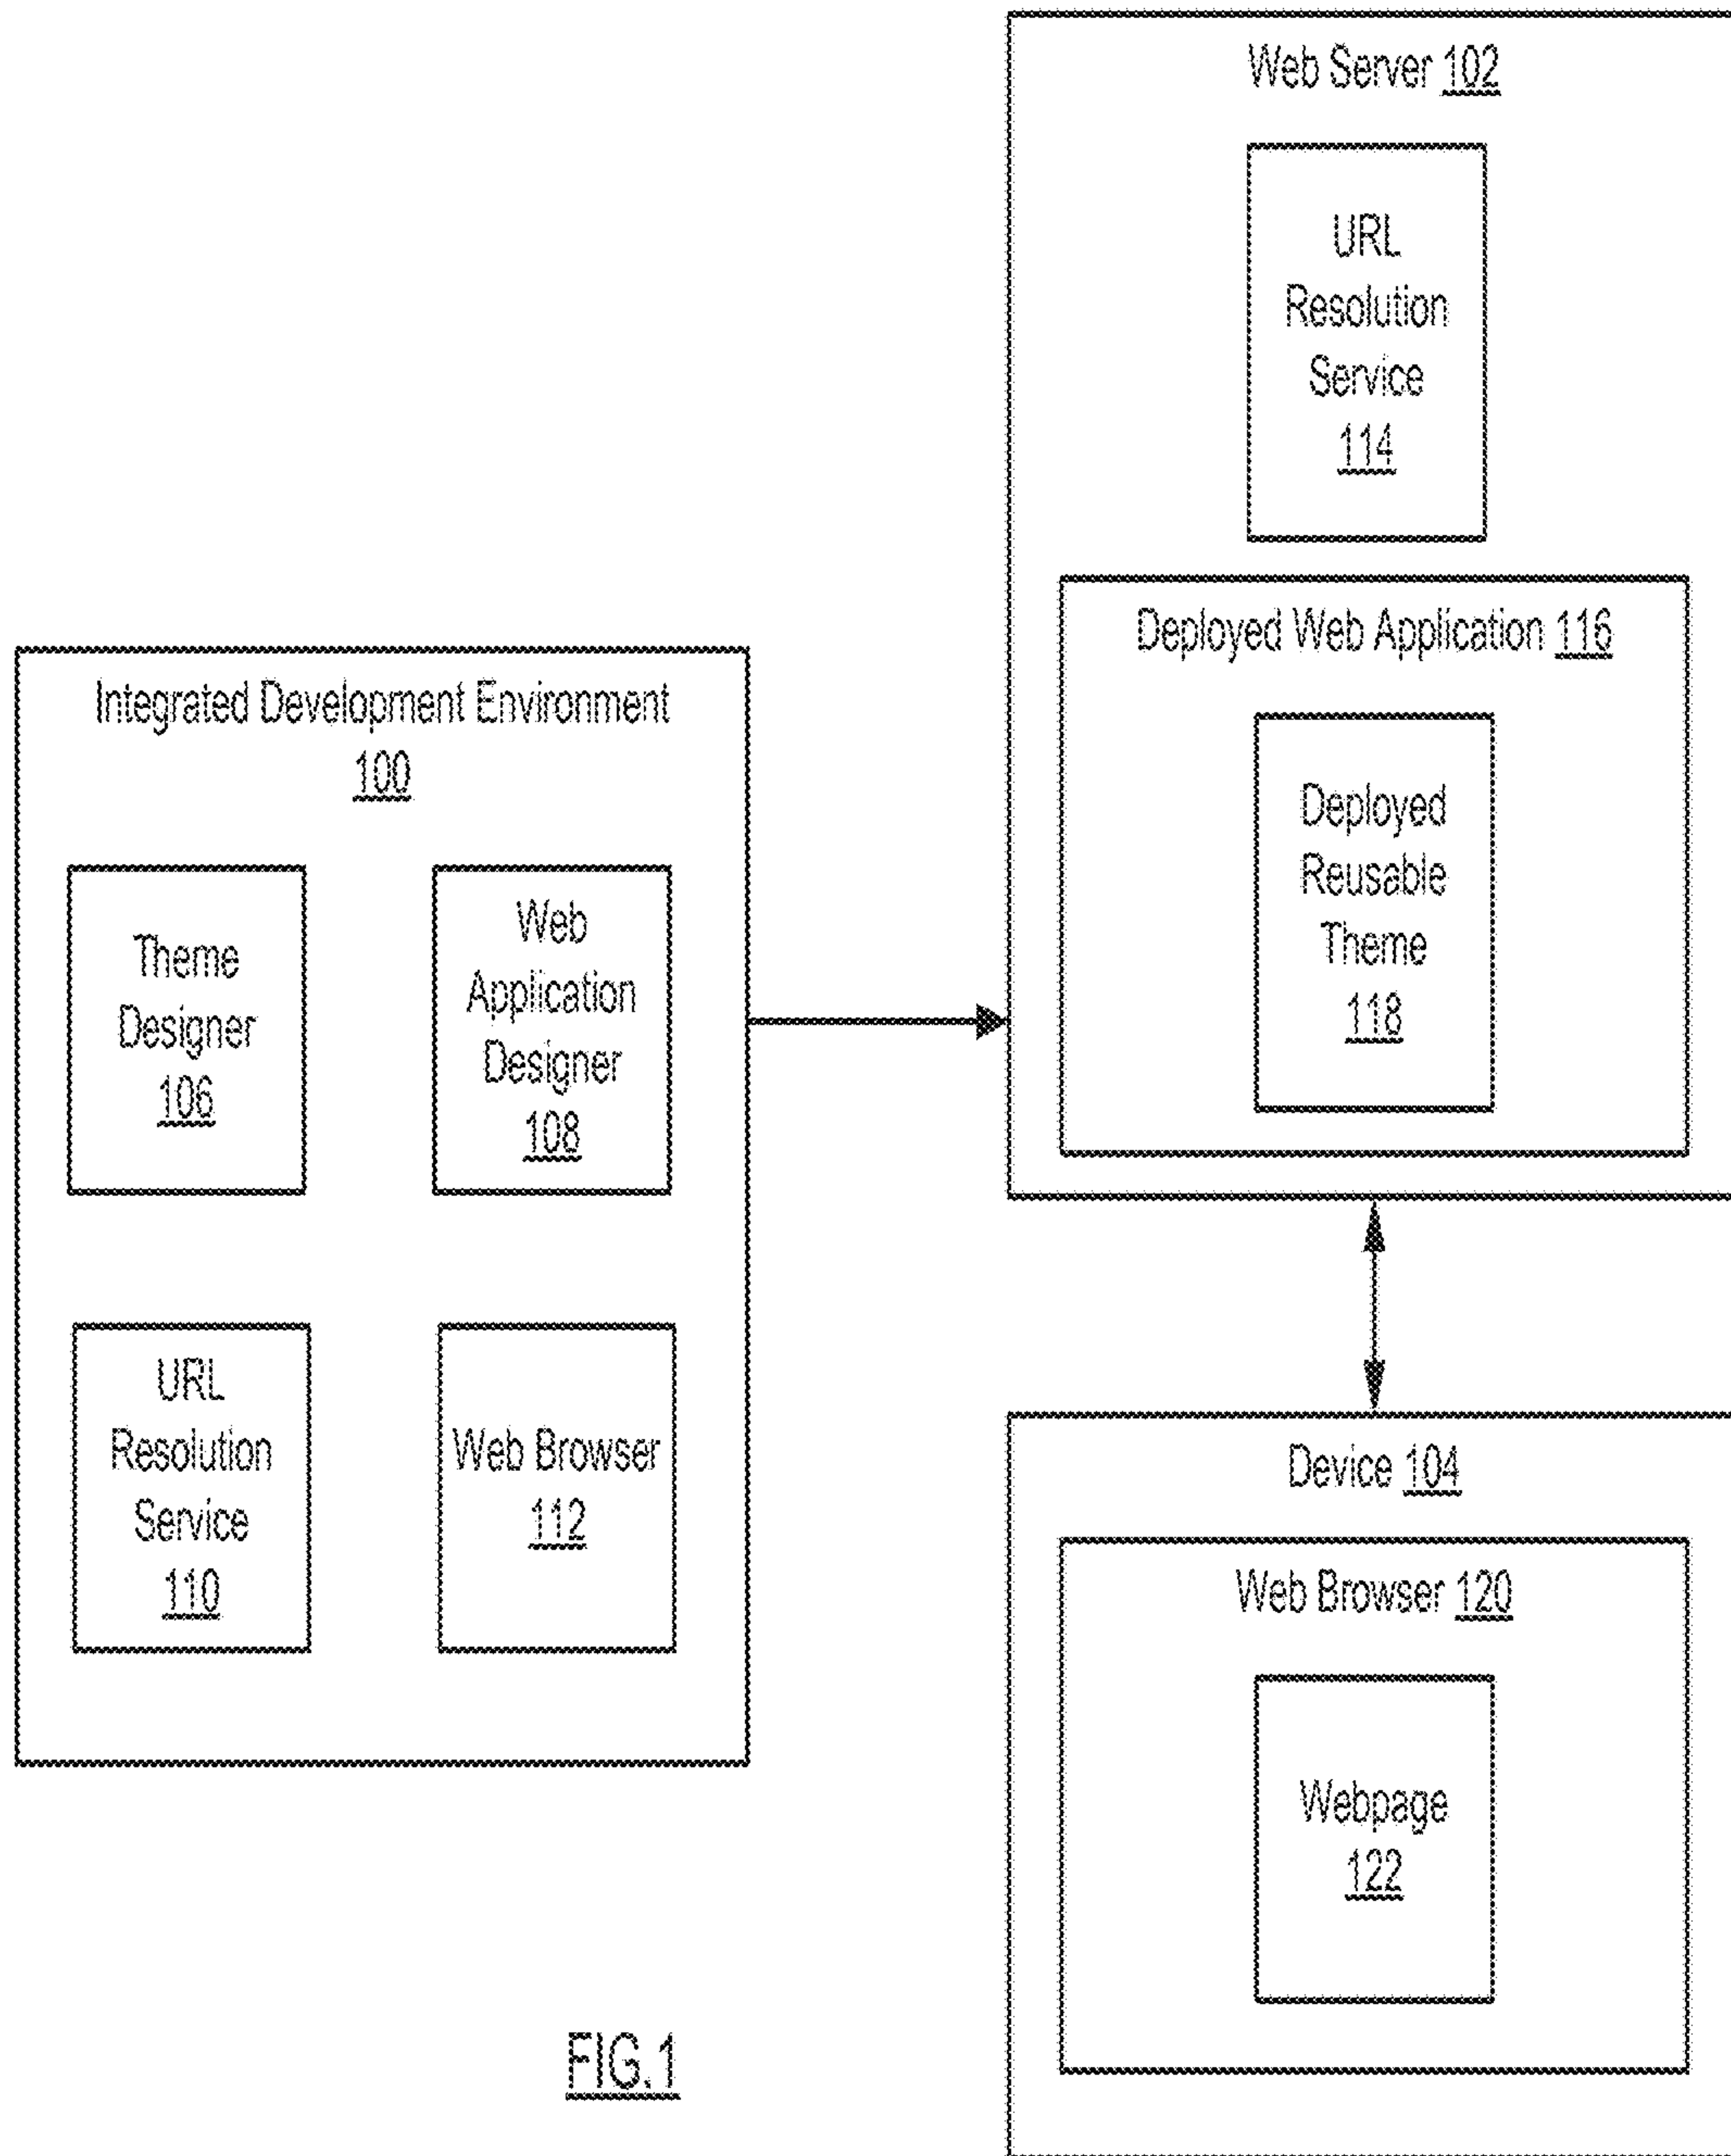 Web Server 102
URL
Resolution
Service
114
Deployed Web Application 116
Deployed
Reusable
Theme
118
Integrated Development Environment
100
Theme
Designer
106
Web
Application
Designer
108
URL
Resolution
Service
110
Web Browser
112
Device 104
Web Browser 120
Webpage
122
FIG.1